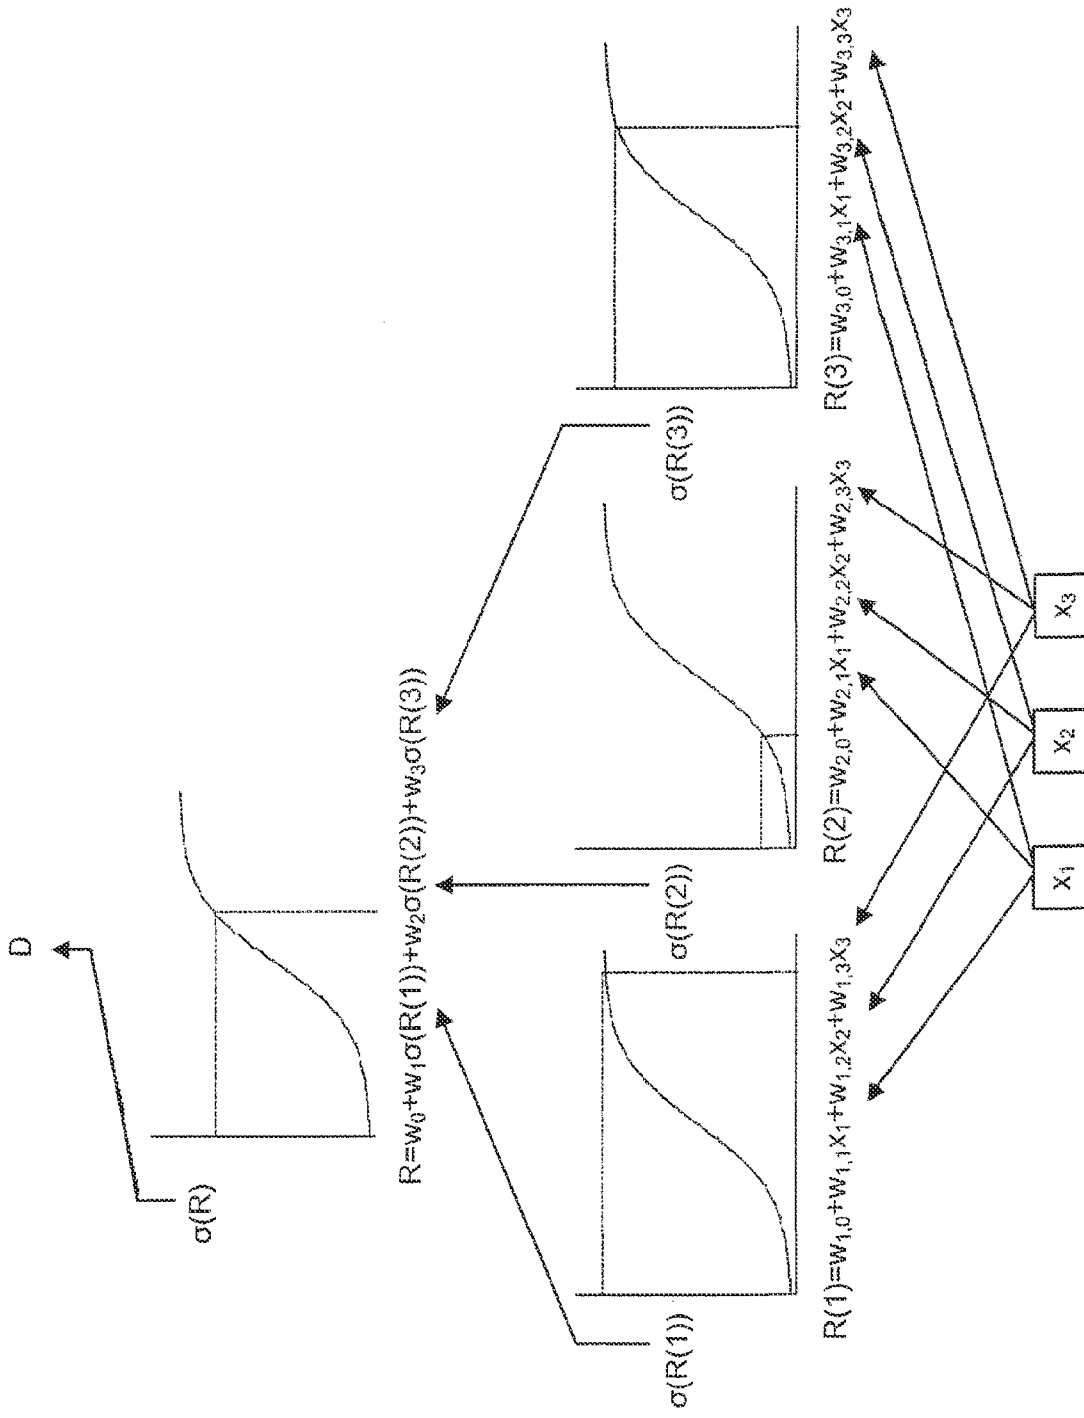 D
σ(R)
R=w₀+w₁σ(R(1))+w₂σ(R(2))+w₃σ(R(3))
σ(R(1))
σ(R(2))
σ(R(3))
R(1)=w₁,₀+w₁,₁x₁+w₁,₂x₂+w₁,₃x₃
R(2)=w₂,₀+w₂,₁x₁+w₂,₂x₂+w₂,₃x₃
R(3)=w₃,₀+w₃,₁x₁+w₃,₂x₂+w₃,₃x₃
x₁
x₂
x₃